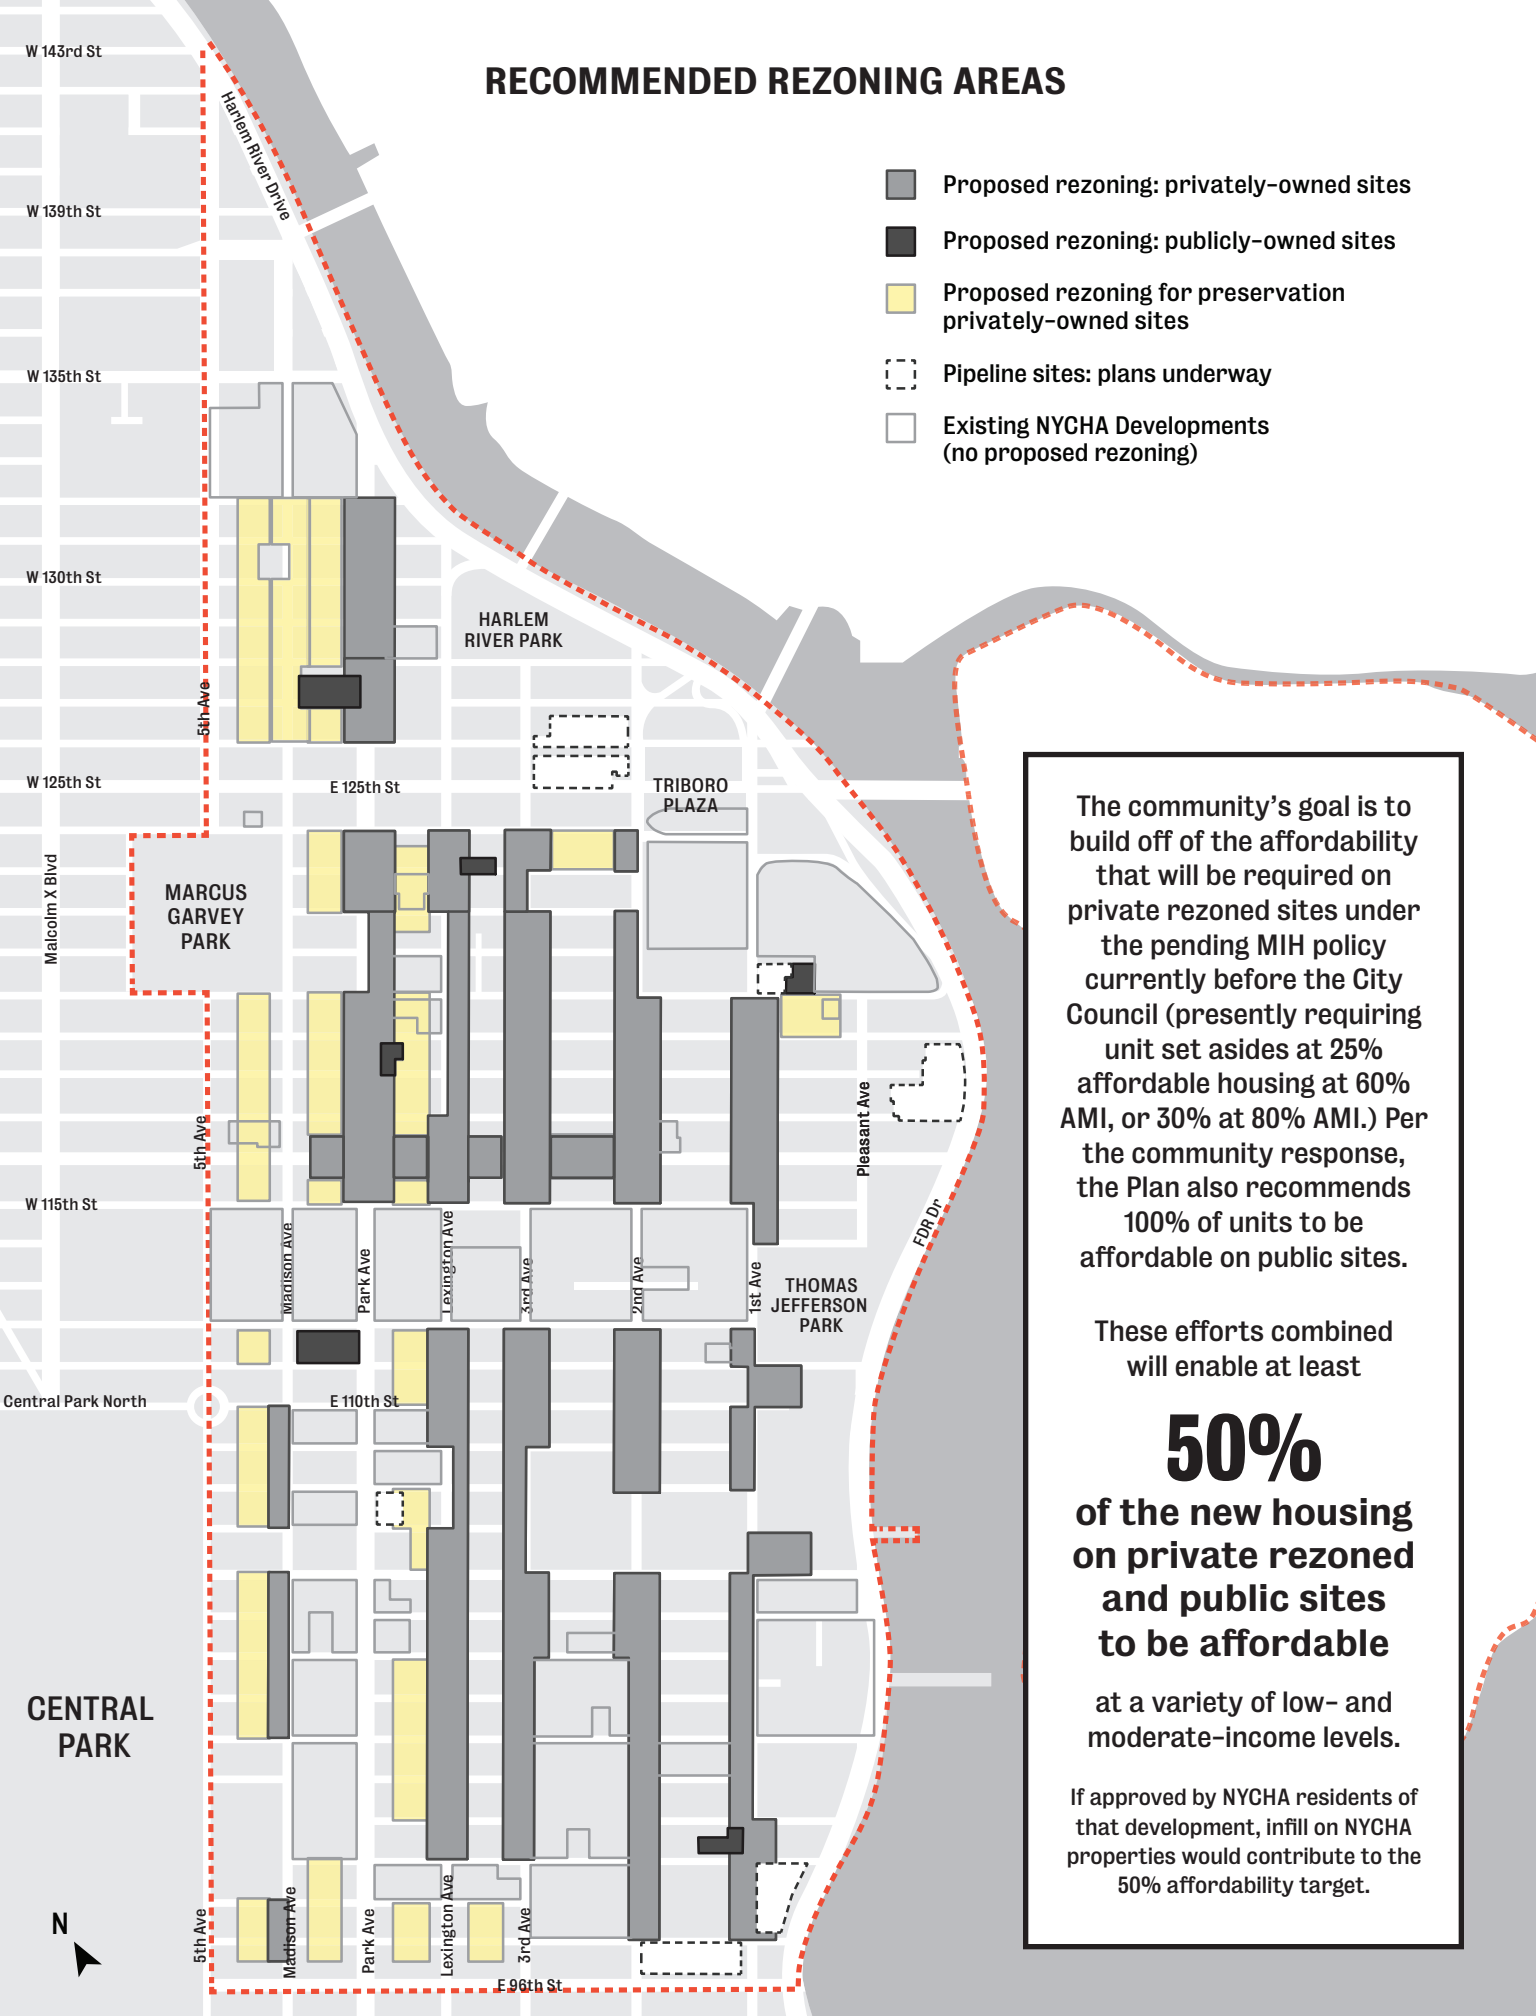 RECOMMENDED REZONING AREAS
Proposed rezoning: privately-owned sites
Proposed rezoning: publicly-owned sites
Proposed rezoning for preservation
privately-owned sites
Pipeline sites: plans underway
Existing NYCHA Developments
(no proposed rezoning)
W 143rd St
Harlem River Drive
W 139th St
W 135th St
W 130th St
HARLEM
RIVER PARK
5th Ave
W 125th St
E 125th St
TRIBORO
PLAZA
Malcolm X Blvd
MARCUS
GARVEY
PARK
5th Ave
Pleasant Ave
W 115th St
FDR Dr
Madison Ave
Park Ave
Lexington Ave
3rd Ave
2nd Ave
1st Ave
THOMAS
JEFFERSON
PARK
Central Park North
E 110th St
CENTRAL
PARK
N
5th Ave
Madison Ave
Park Ave
Lexington Ave
3rd Ave
E 96th St
The community's goal is to
build off of the affordability
that will be required on
private rezoned sites under
the pending MIH policy
currently before the City
Council (presently requiring
unit set asides at 25%
affordable housing at 60%
AMI, or 30% at 80% AMI.) Per
the community response,
the Plan also recommends
100% of units to be
affordable on public sites.
These efforts combined
will enable at least
50%
of the new housing
on private rezoned
and public sites
to be affordable
at a variety of low- and
moderate-income levels.
If approved by NYCHA residents of
that development, infill on NYCHA
properties would contribute to the
50% affordability target.